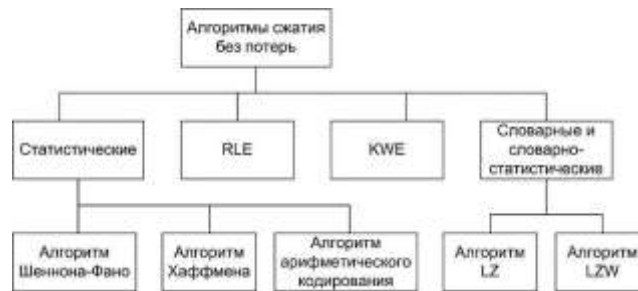 Алгоритмы сжатия
без потерь
Статистические
RLE
KWE
Словарные и
словарно-
статистические
Алгоритм
Шеннона-Фано
Алгоритм
Хаффмена
Алгоритм
арифметического
кодирования
Алгоритм
LZ
Алгоритм
LZW